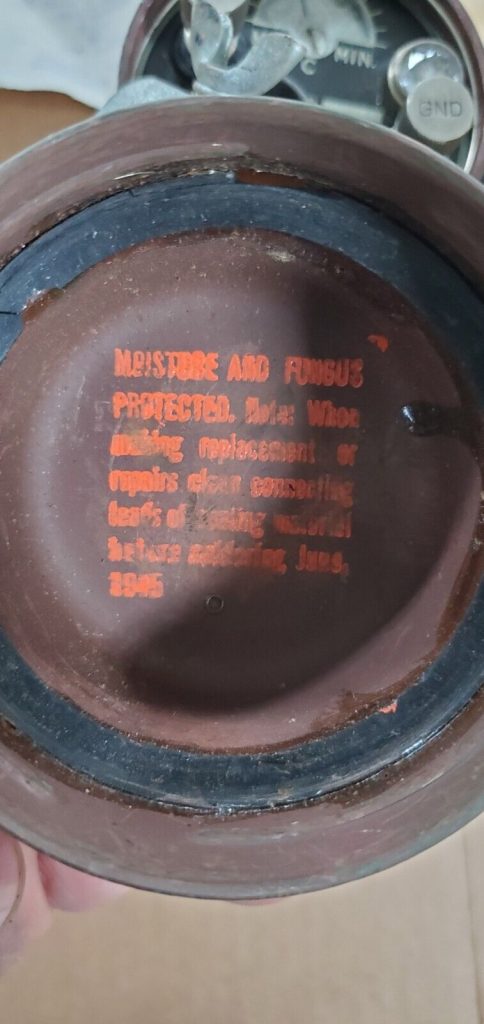 MIN.
C
GND
MOISTURE AND FUNGUS
PROTECTED. Note: When
making replacement or
repairs clean connecting
leads of coating material
before soldering, June,
1945